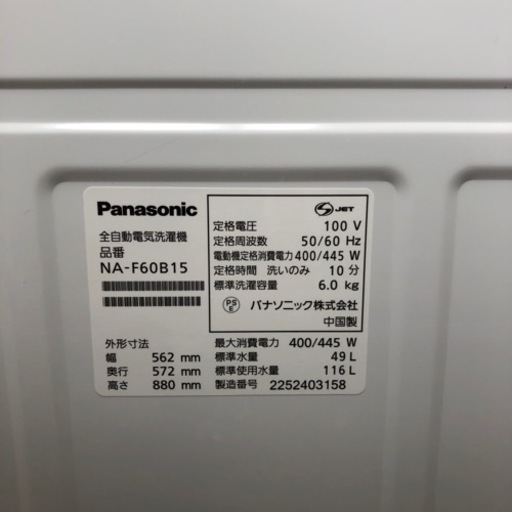 Panasonic
全自動電気洗濯機
品番
NA-F60B15
外形寸法
幅 562 mm
奥行 572 mm
高さ 880 mm
S JET
定格電圧 100 V
定格周波数 50/60 Hz
電動機定格消費電力 400/445 W
定格時間 洗いのみ 10 分
標準洗濯容量 6.0 kg
PS E パナソニック株式会社
中国製
最大消費電力 400/445 W
標準水量 49 L
標準使用水量 116 L
製造番号 2252403158